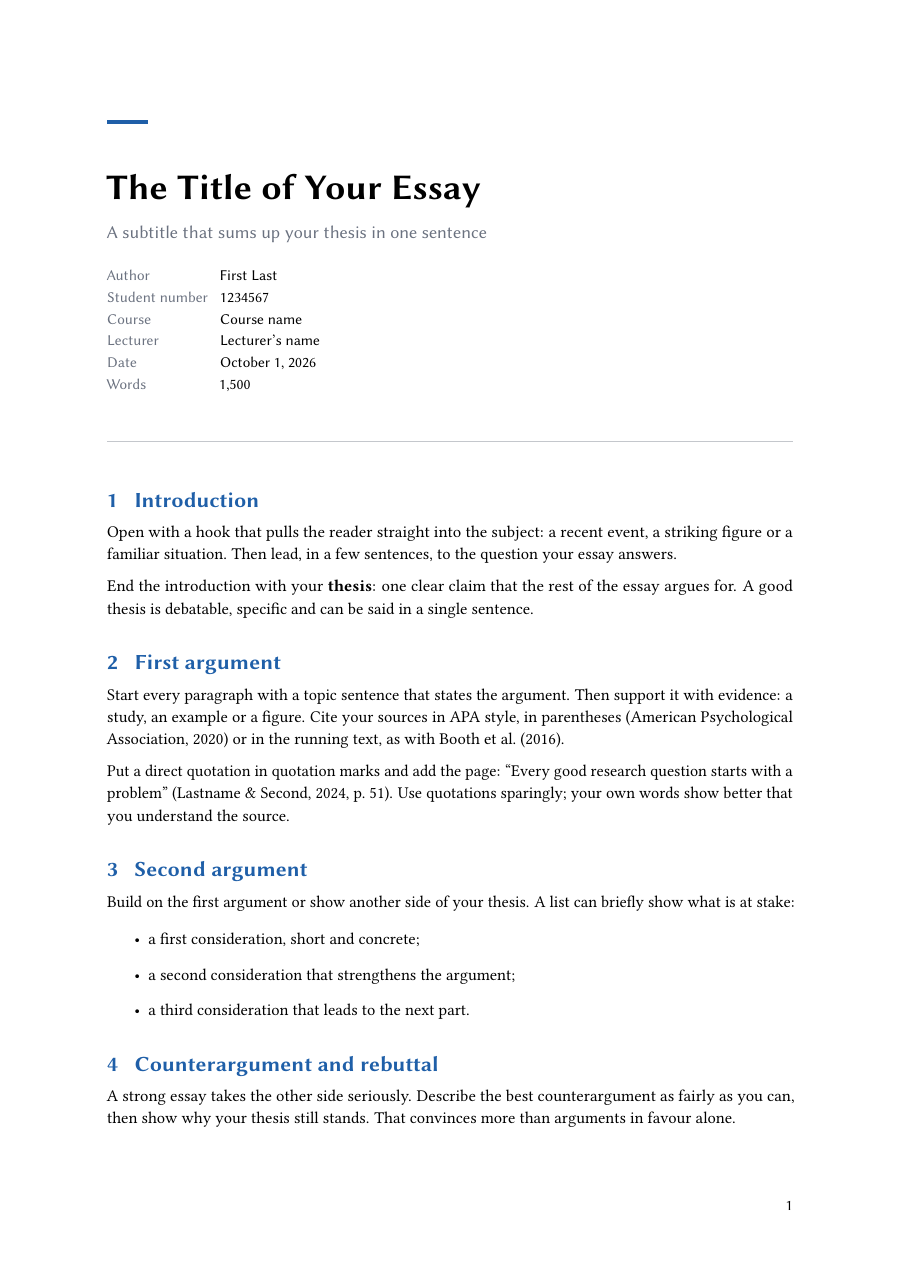 The Title of Your Essay
A subtitle that sums up your thesis in one sentence
Author First Last
Student number 1234567
Course Course name
Lecturer Lecturer’s name
Date October 1, 2026
Words 1,500
1 Introduction
Open with a hook that pulls the reader straight into the subject: a recent event, a striking figure or a
familiar situation. Then lead, in a few sentences, to the question your essay answers.
End the introduction with your thesis: one clear claim that the rest of the essay argues for. A good
thesis is debatable, specific and can be said in a single sentence.
2 First argument
Start every paragraph with a topic sentence that states the argument. Then support it with evidence: a
study, an example or a figure. Cite your sources in APA style, in parentheses (American Psychological
Association, 2020) or in the running text, as with Booth et al. (2016).
Put a direct quotation in quotation marks and add the page: “Every good research question starts with a
problem” (Lastname & Second, 2024, p. 51). Use quotations sparingly; your own words show better that
you understand the source.
3 Second argument
Build on the first argument or show another side of your thesis. A list can briefly show what is at stake:
• a first consideration, short and concrete;
• a second consideration that strengthens the argument;
• a third consideration that leads to the next part.
4 Counterargument and rebuttal
A strong essay takes the other side seriously. Describe the best counterargument as fairly as you can,
then show why your thesis still stands. That convinces more than arguments in favour alone.
1